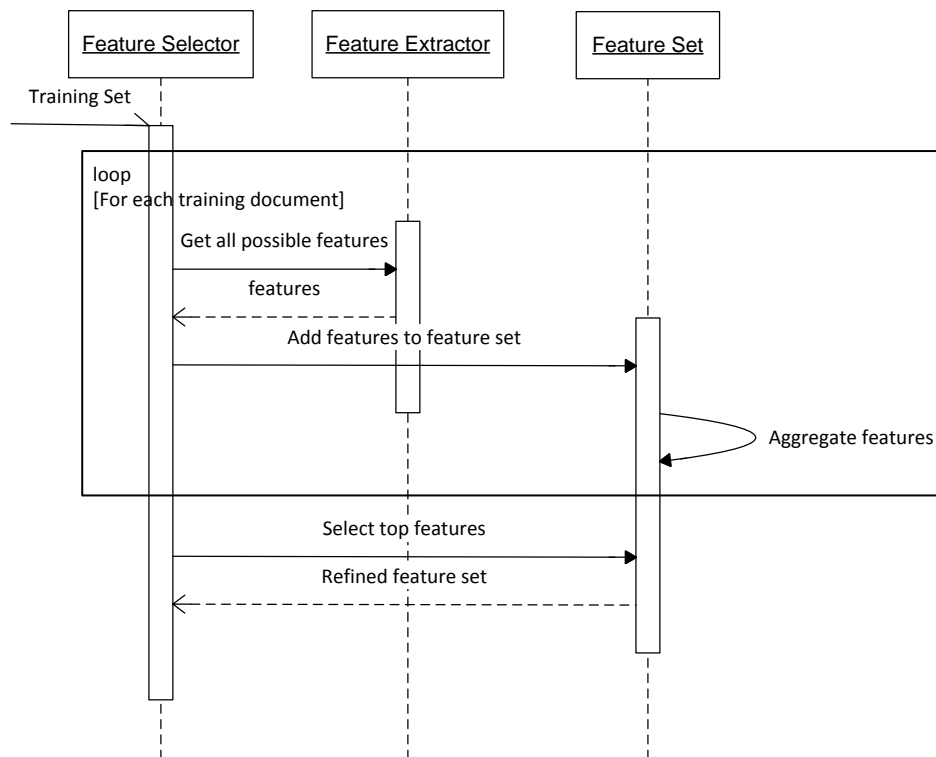 Feature Selector
Feature Extractor
Feature Set
Training Set
loop
[For each training document]
Get all possible features
features
Add features to feature set
Aggregate features
Select top features
Refined feature set